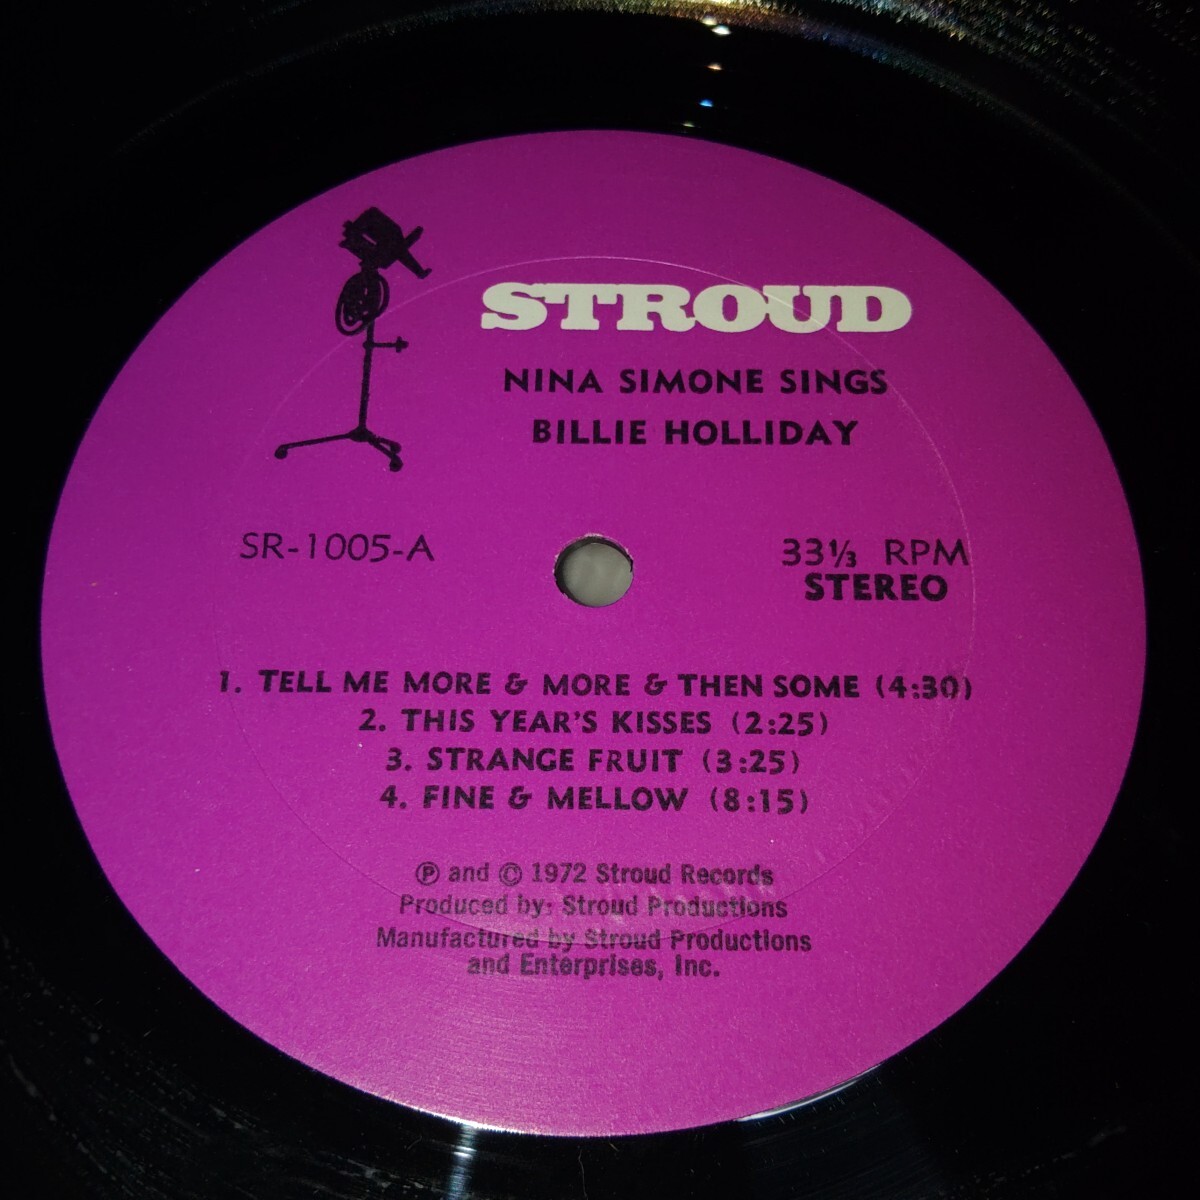 STROUD
NINA SIMONE SINGS
BILLIE HOLLIDAY
SR-1005-A
33⅓ RPM
STEREO
1. TELL ME MORE & MORE & THEN SOME (4:30)
2. THIS YEAR'S KISSES (2:25)
3. STRANGE FRUIT (3:25)
4. FINE & MELLOW (8:15)
Ⓟ and © 1972 Stroud Records
Produced by: Stroud Productions
Manufactured by Stroud Productions
and Enterprises, Inc.